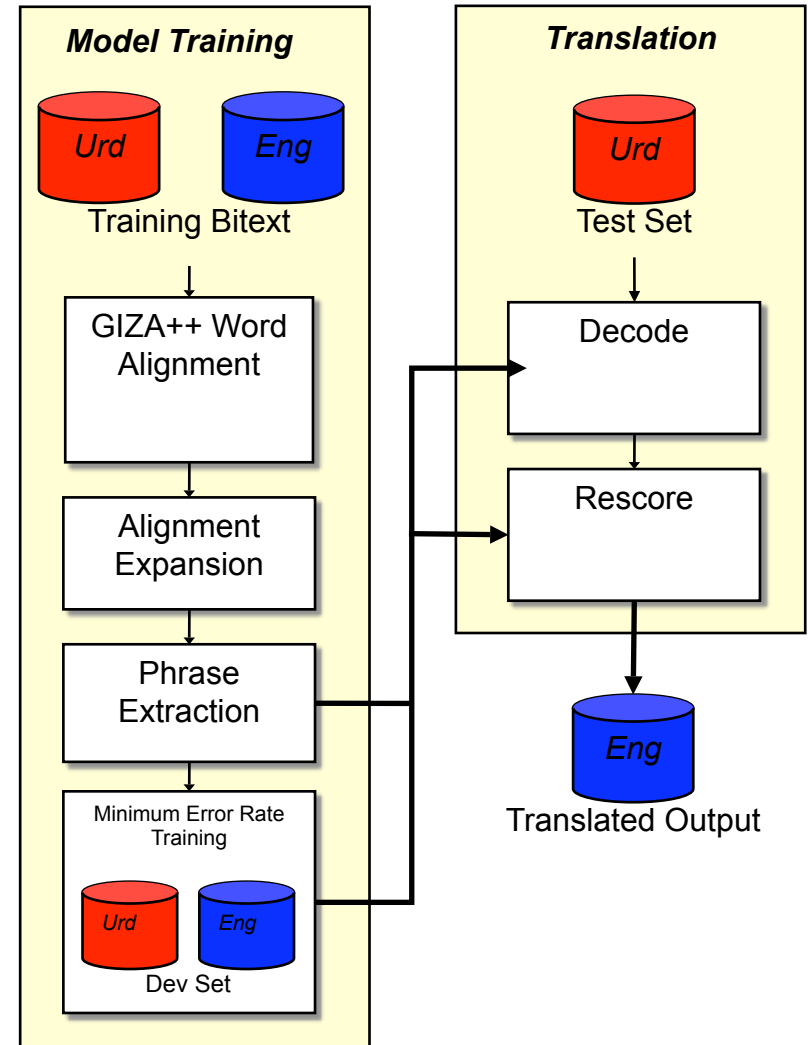 Model Training
Urd
Eng
Training Bitext
GIZA++ Word
Alignment
Alignment
Expansion
Phrase
Extraction
Minimum Error Rate
Training
Urd
Eng
Dev Set
Translation
Urd
Test Set
Decode
Rescore
Eng
Translated Output